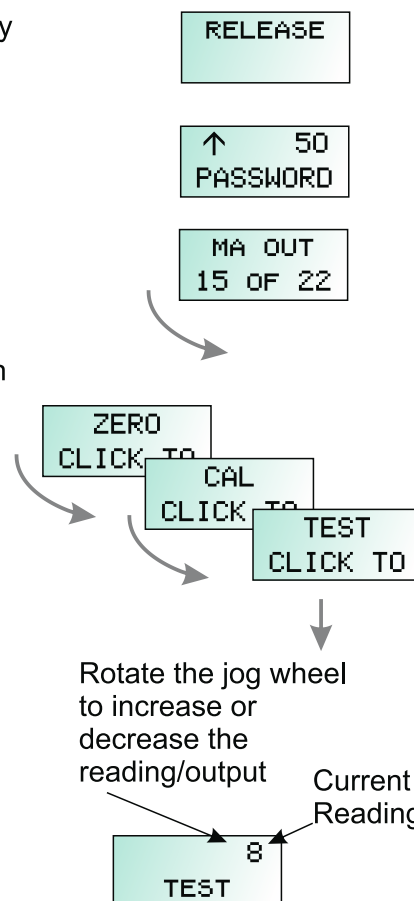 y
RELEASE
↑ 50
PASSWORD
MA OUT
15 OF 22
n
ZERO
CLICK TO
CAL
CLICK TO
TEST
CLICK TO
Rotate the jog wheel
to increase or
decrease the
reading/output
Current
Reading
8
TEST